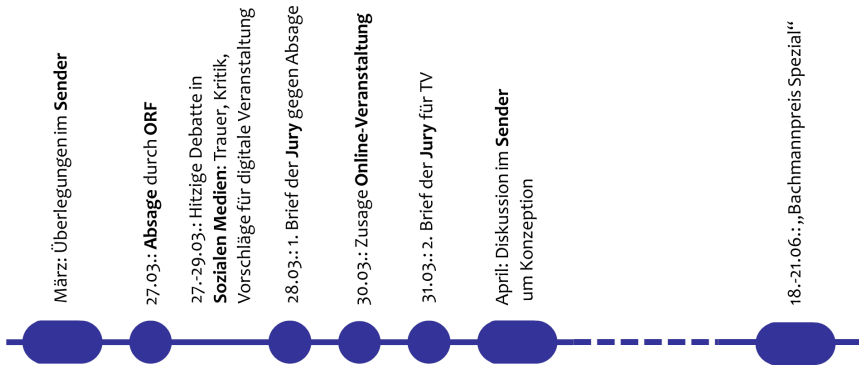 März: Überlegungen im Sender
27.03.: Absage durch ORF
27.-29.03.: Hitzige Debatte in
Sozialen Medien: Trauer, Kritik,
Vorschläge für digitale Veranstaltung
28.03.: 1. Brief der Jury gegen Absage
30.03.: Zusage Online-Veranstaltung
31.03.: 2. Brief der Jury für TV
April: Diskussion im Sender
um Konzeption
18.-21.06.: „Bachmannpreis Spezial“